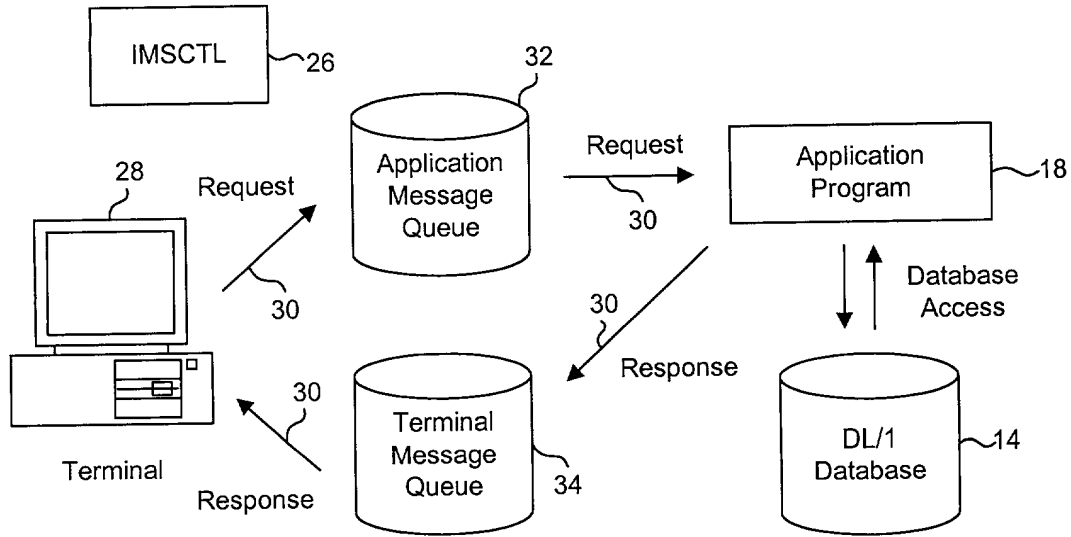 IMSCTL
26
32
Application
Message
Queue
Request
30
Application
Program
18
28
Request
30
Database
Access
30
Response
Terminal
Message
Queue
34
30
Response
Terminal
DL/1
Database
14